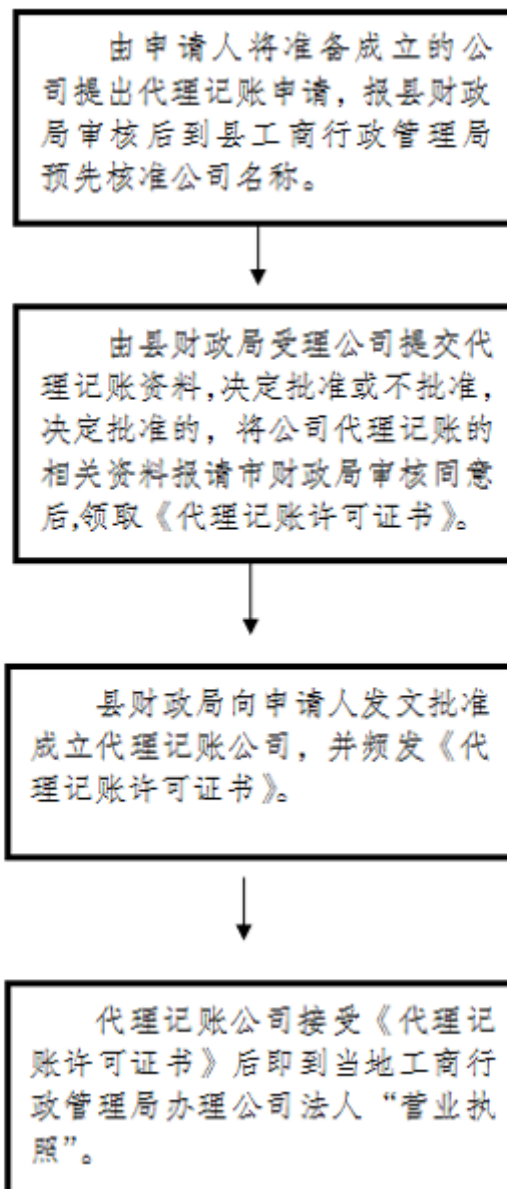 由申请人将准备成立的公
司提出代理记账申请，报县财政
局审核后到县工商行政管理局
预先核准公司名称。
由县财政局受理公司提交代
理记账资料,决定批准或不批准，
决定批准的，将公司代理记账的
相关资料报请市财政局审核同意
后,领取《代理记账许可证书》。
县财政局向申请人发文批准
成立代理记账公司，并频发《代
理记账许可证书》。
代理记账公司接受《代理记
账许可证书》后即到当地工商行
政管理局办理公司法人“营业执
照”。